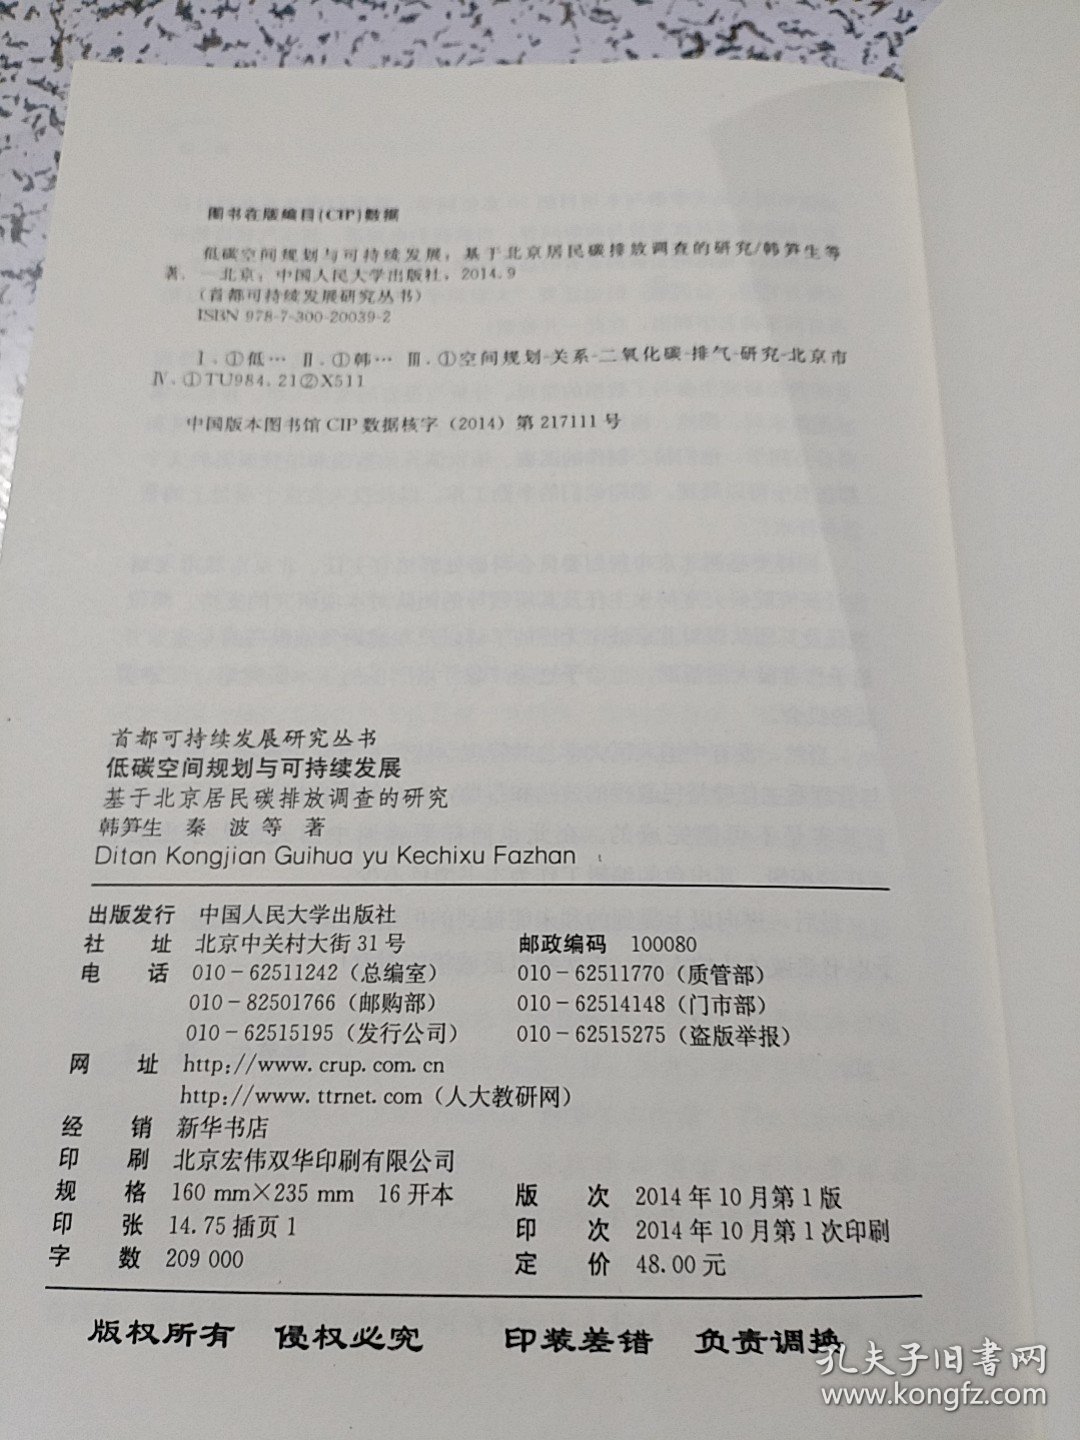 图书在版编目(CIP)数据
低碳空间规划与可持续发展：基于北京居民碳排放调查的研究/韩笋生等
著．—北京：中国人民大学出版社，2014.9
（首都可持续发展研究丛书）
ISBN 978-7-300-20039-2
Ⅰ．①低… Ⅱ．①韩… Ⅲ．①空间规划-关系-二氧化碳-排气-研究-北京市
Ⅳ．①TU984.21②X511
中国版本图书馆CIP数据核字（2014）第217111号
首都可持续发展研究丛书
低碳空间规划与可持续发展
基于北京居民碳排放调查的研究
韩笋生 秦 波 等 著
Ditan Kongjian Guihua yu Kechixu Fazhan
出版发行 中国人民大学出版社
社 址 北京中关村大街31号 邮政编码 100080
电 话 010－62511242（总编室） 010－62511770（质管部）
010－82501766（邮购部） 010－62514148（门市部）
010－62515195（发行公司） 010－62515275（盗版举报）
网 址 http://www.crup.com.cn
http://www.ttrnet.com（人大教研网）
经 销 新华书店
印 刷 北京宏伟双华印刷有限公司
规 格 160 mm×235 mm 16开本 版 次 2014年10月第1版
印 张 14.75插页1 印 次 2014年10月第1次印刷
字 数 209 000 定 价 48.00元
版权所有 侵权必究 印装差错 负责调换
孔夫子旧书网
www.kongfz.com